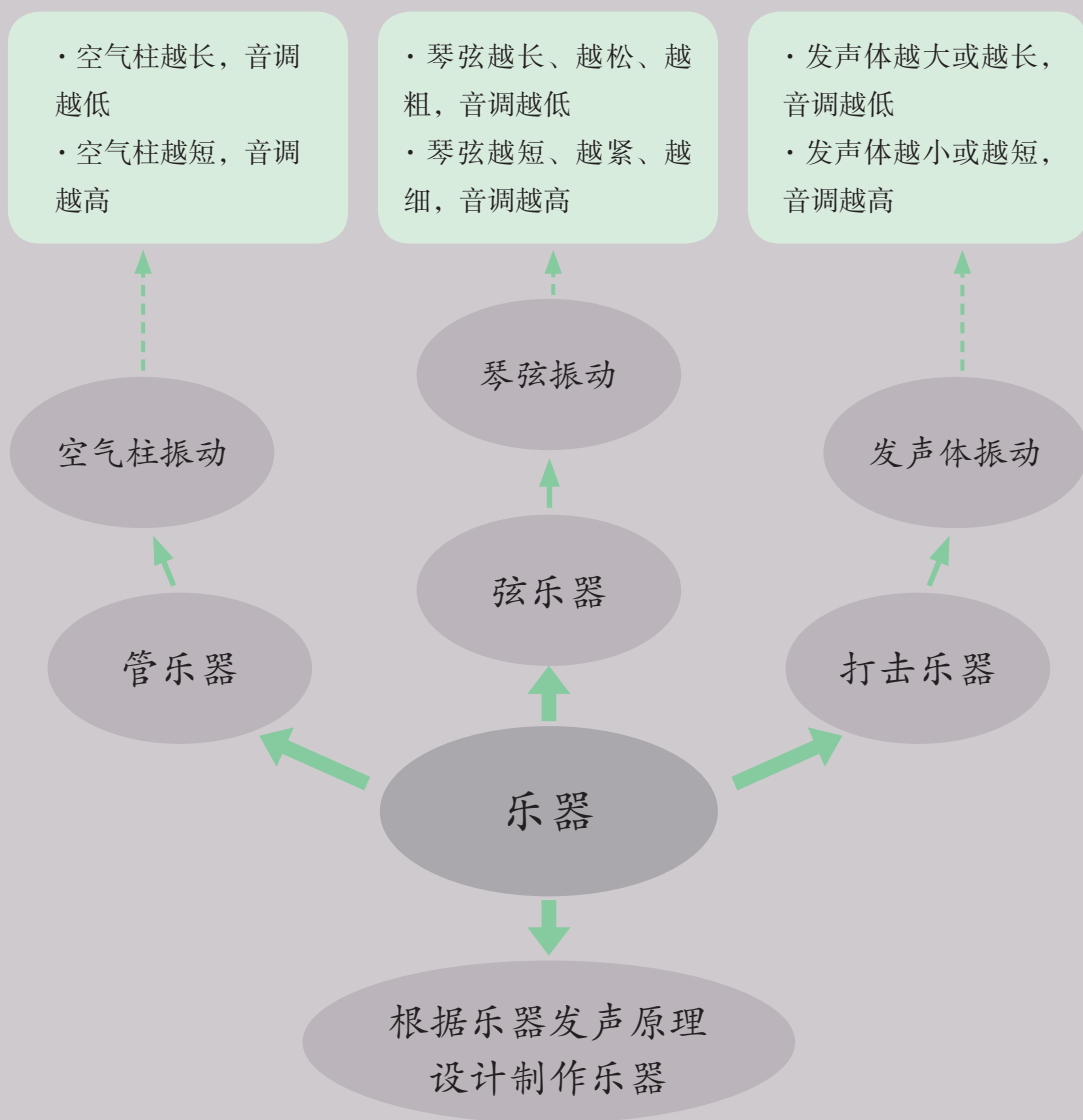 · 空气柱越长，音调
越低
· 空气柱越短，音调
越高
· 琴弦越长、越松、越
粗，音调越低
· 琴弦越短、越紧、越
细，音调越高
· 发声体越大或越长，
音调越低
· 发声体越小或越短，
音调越高
空气柱振动
琴弦振动
发声体振动
管乐器
弦乐器
打击乐器
乐器
根据乐器发声原理
设计制作乐器